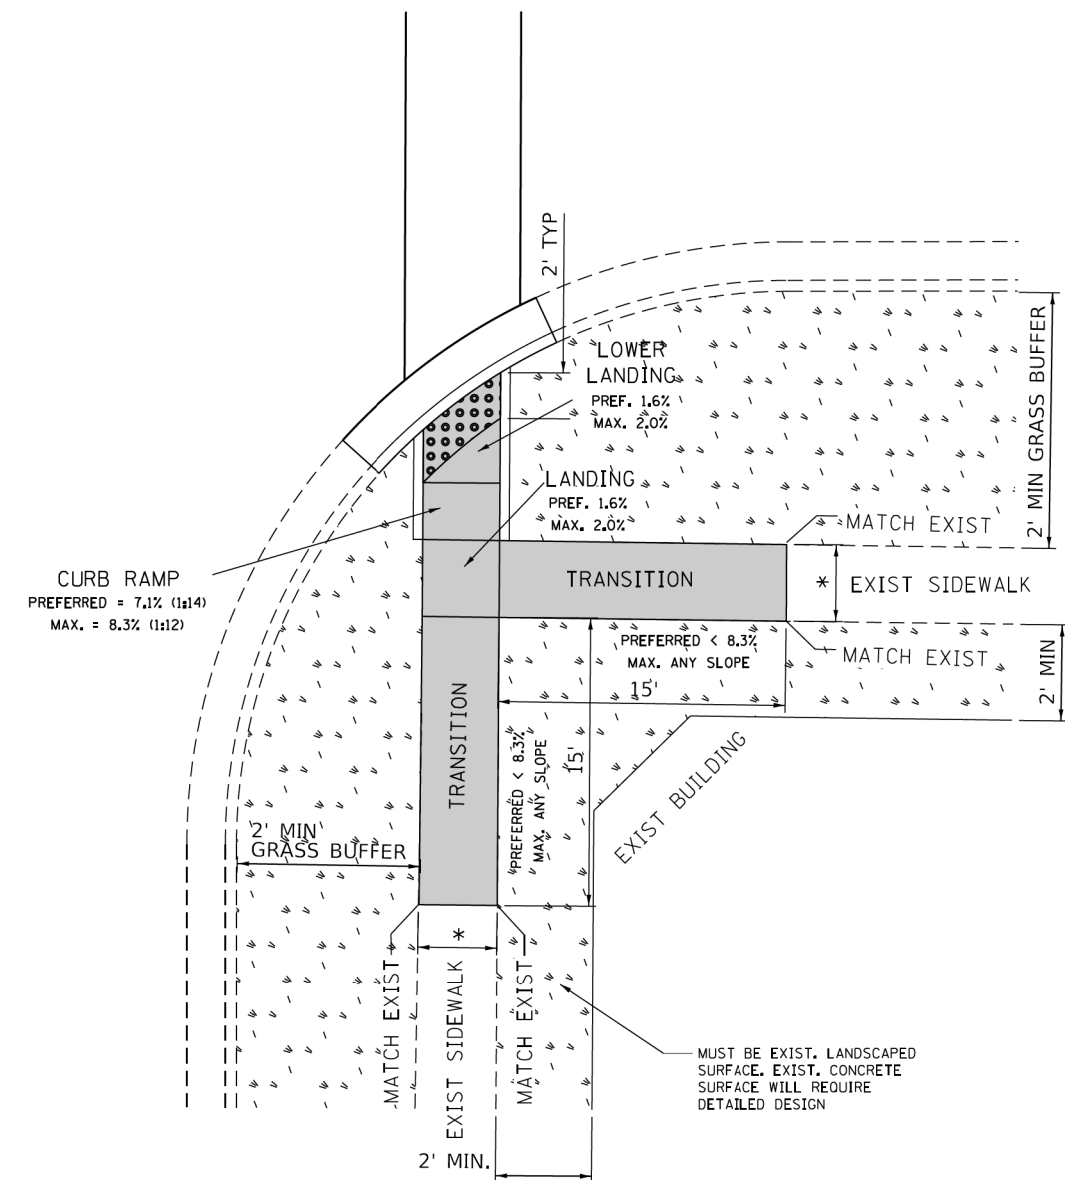 2' TYP
LOWER
LANDING
PREF. 1.6%
MAX. 2.0%
LANDING
PREF. 1.6%
MAX. 2.0%
2' MIN GRASS BUFFER
MATCH EXIST
CURB RAMP
PREFERRED = 7.1% (1:14)
MAX. = 8.3% (1:12)
TRANSITION
* EXIST SIDEWALK
PREFERRED < 8.3%
MAX. ANY SLOPE
MATCH EXIST
15'
2' MIN
TRANSITION
PREFERRED < 8.3%
MAX. ANY SLOPE
15'
EXIST BUILDING
2' MIN
GRASS BUFFER
*
MATCH EXIST
EXIST SIDEWALK
MATCH EXIST
MUST BE EXIST. LANDSCAPED
SURFACE. EXIST. CONCRETE
SURFACE WILL REQUIRE
DETAILED DESIGN
2' MIN.